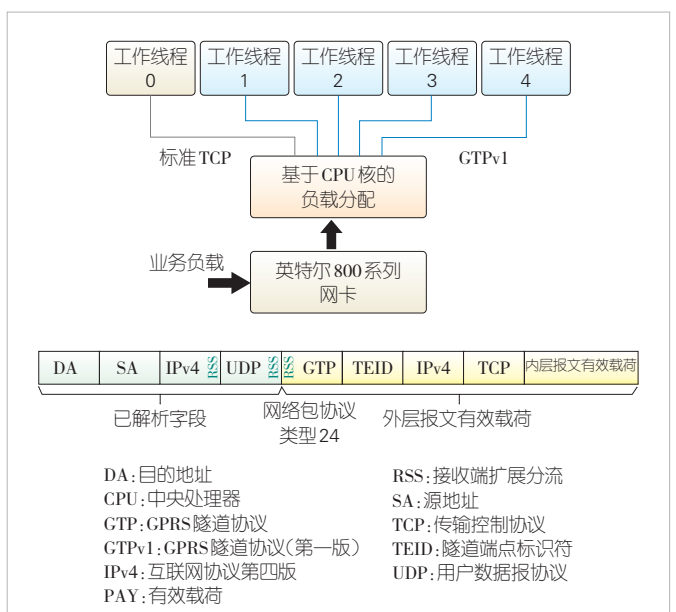 工作线程 工作线程 工作线程 工作线程 工作线程
0 1 2 3 4
标准TCP GTPv1
基于CPU核的
负载分配
业务负载
英特尔800系列
网卡
DA SA IPv4 RSS UDP RSS RSS GTP TEID IPv4 TCP 内层报文有效载荷
已解析字段 网络包协议 外层报文有效载荷
类型24
DA:目的地址
CPU:中央处理器
GTP:GPRS隧道协议
GTPv1:GPRS隧道协议(第一版)
IPv4:互联网协议第四版
PAY:有效载荷
RSS:接收端扩展分流
SA:源地址
TCP:传输控制协议
TEID:隧道端点标识符
UDP:用户数据报协议